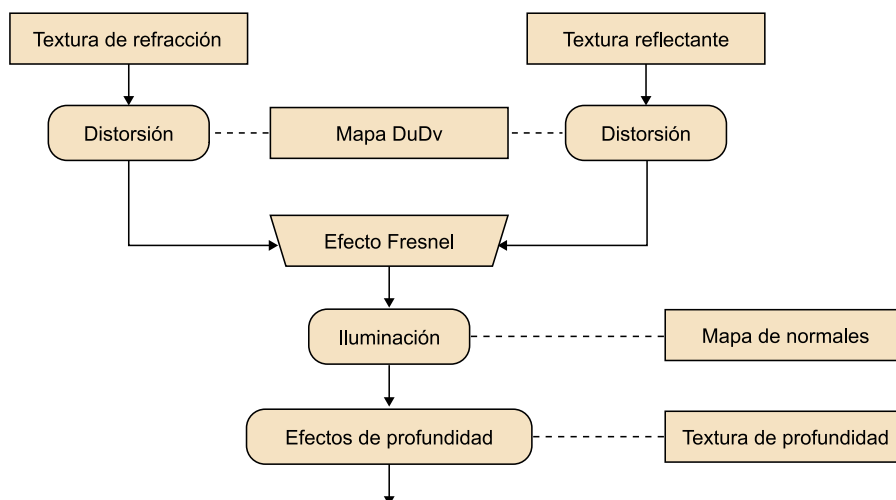 Textura de refracción
Textura reflectante
Distorsión
Mapa DuDv
Distorsión
Efecto Fresnel
Iluminación
Mapa de normales
Efectos de profundidad
Textura de profundidad